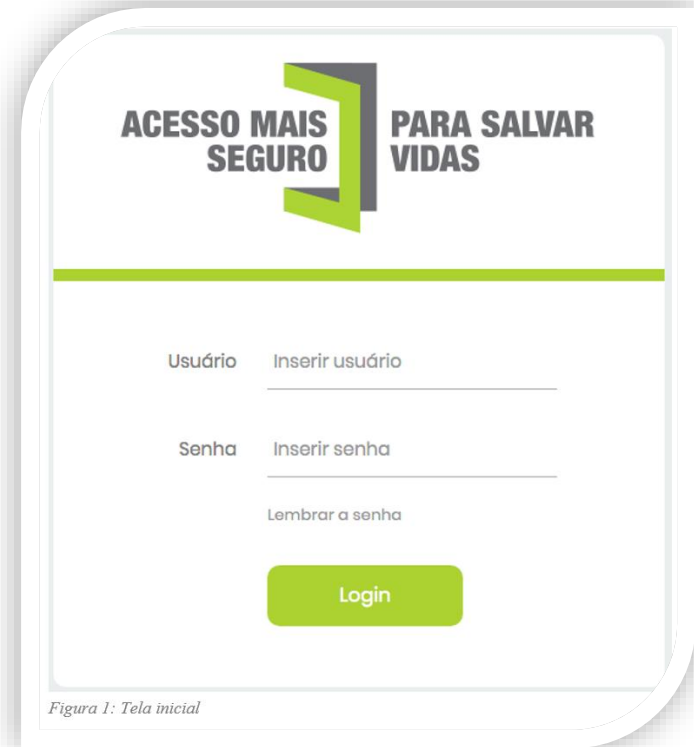 ACESSO MAIS
SEGURO
PARA SALVAR
VIDAS
Usuário Inserir usuário
Senha Inserir senha
Lembrar a senha
Login
Figura 1: Tela inicial